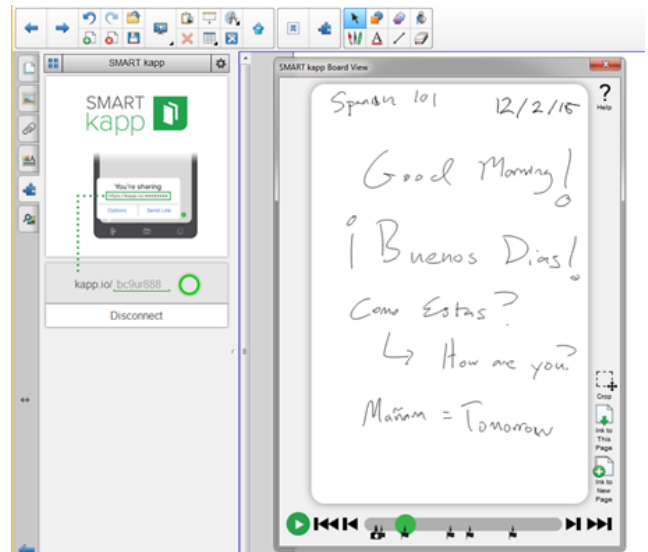 SMART kapp
SMART
kapp
You're sharing
Options Send Link
kapp.io/ bc9ur888
Disconnect
SMART kapp Board View
Spanish 101 12/2/15
Good Morning!
¡Buenos Dias!
Como Estas?
↳ How are you?
Mañana = Tomorrow
Help
Crop
Ink to
This
Page
Ink to
New
Page